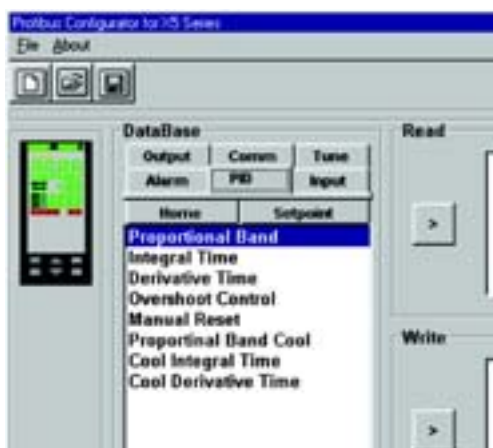 Profibus Configurator for X5 Series
File About
DataBase
Output Comm Tune
Alarm PID Input
Home Setpoint
Proportional Band
Integral Time
Derivative Time
Overshoot Control
Manual Reset
Proportinal Band Cool
Cool Integral Time
Cool Derivative Time
Read
>
Write
>